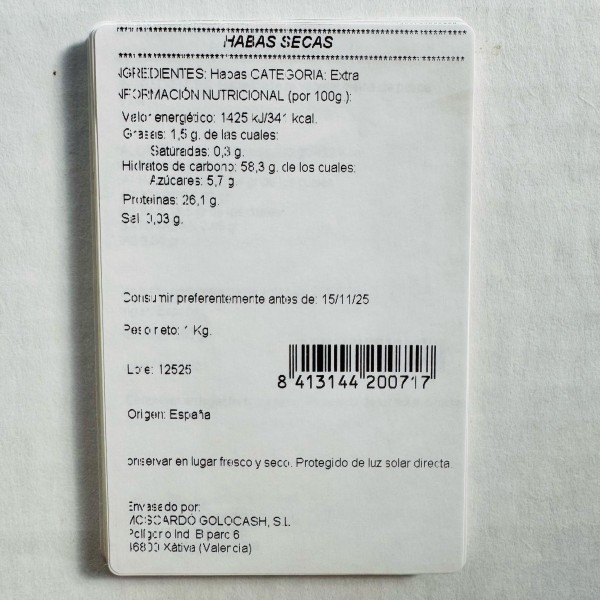 HABAS SECAS
INGREDIENTES: Habas CATEGORIA: Extra
INFORMACIÓN NUTRICIONAL (por 100g.):
Valor energético: 1425 kJ/341 kcal.
Grasas: 1,5 g. de las cuales:
Saturadas: 0,3 g.
Hidratos de carbono: 58,3 g. de los cuales:
Azúcares: 5,7 g.
Proteinas: 26,1 g.
Sal: 0,03 g.
Consumir preferentemente antes de: 15/11/25
Peso neto: 1 Kg.
Lote: 12525
8 413144 200717
Origen: España
onservar en lugar fresco y seco. Protegido de luz solar directa.
Envasado por:
MOSCARDO GOLOCASH, S.L.
Polígono Ind. B parc 6
46800 Xàtiva (Valencia)